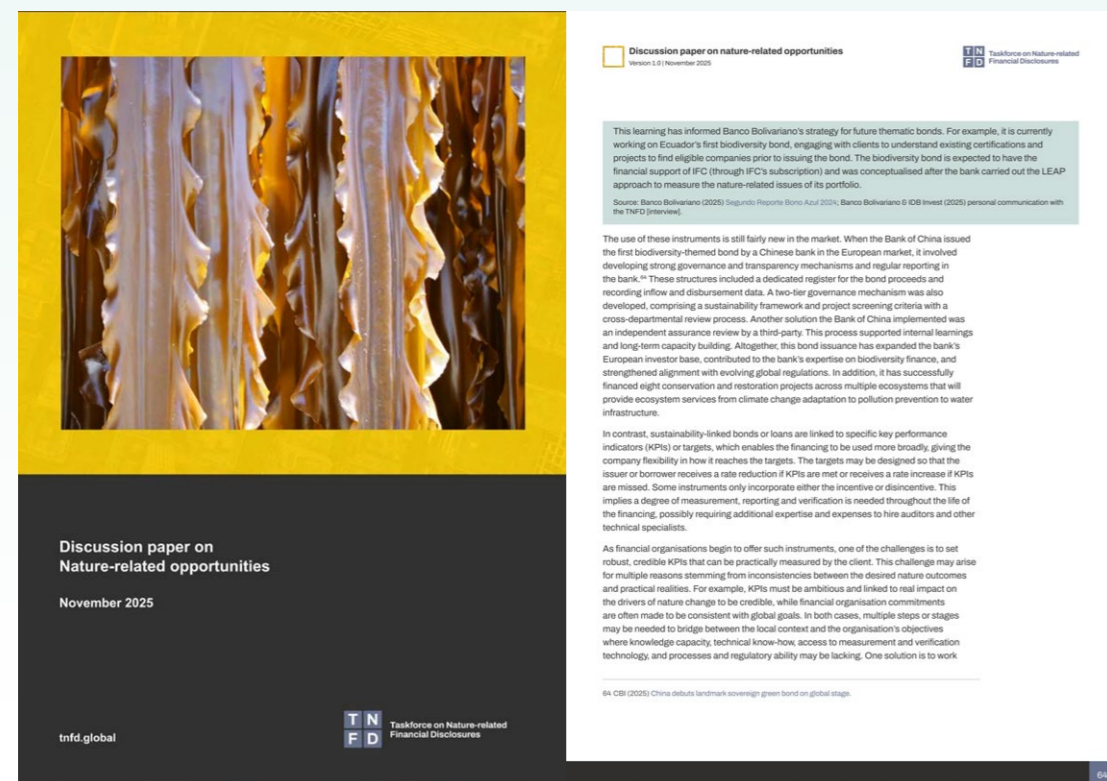 Discussion paper on
Nature-related opportunities
November 2025
tnfd.global
T N
F D
Taskforce on Nature-related
Financial Disclosures
Discussion paper on nature-related opportunities
Version 1.0 | November 2025
T N
F D
Taskforce on Nature-related
Financial Disclosures
This learning has informed Banco Bolivariano's strategy for future thematic bonds. For example, it is currently
working on Ecuador's first biodiversity bond, engaging with clients to understand existing certifications and
projects to find eligible companies prior to issuing the bond. The biodiversity bond is expected to have the
financial support of IFC (through IFC's subscription) and was conceptualised after the bank carried out the LEAP
approach to measure the nature-related issues of its portfolio.
Source: Banco Bolivariano (2025) Segundo Reporte Bono Azul 2024; Banco Bolivariano & IDB Invest (2025) personal communication with
the TNFD [interview].
The use of these instruments is still fairly new in the market. When the Bank of China issued
the first biodiversity-themed bond by a Chinese bank in the European market, it involved
developing strong governance and transparency mechanisms and regular reporting in
the bank.64 These structures included a dedicated register for the bond proceeds and
recording inflow and disbursement data. A two-tier governance mechanism was also
developed, comprising a sustainability framework and project screening criteria with a
cross-departmental review process. Another solution the Bank of China implemented was
an independent assurance review by a third-party. This process supported internal learnings
and long-term capacity building. Altogether, this bond issuance has expanded the bank's
European investor base, contributed to the bank's expertise on biodiversity finance, and
strengthened alignment with evolving global regulations. In addition, it has successfully
financed eight conservation and restoration projects across multiple ecosystems that will
provide ecosystem services from climate change adaptation to pollution prevention to water
infrastructure.
In contrast, sustainability-linked bonds or loans are linked to specific key performance
indicators (KPIs) or targets, which enables the financing to be used more broadly, giving the
company flexibility in how it reaches the targets. The targets may be designed so that the
issuer or borrower receives a rate reduction if KPIs are met or receives a rate increase if KPIs
are missed. Some instruments only incorporate either the incentive or disincentive. This
implies a degree of measurement, reporting and verification is needed throughout the life of
the financing, possibly requiring additional expertise and expenses to hire auditors and other
technical specialists.
As financial organisations begin to offer such instruments, one of the challenges is to set
robust, credible KPIs that can be practically measured by the client. This challenge may arise
for multiple reasons stemming from inconsistencies between the desired nature outcomes
and practical realities. For example, KPIs must be ambitious and linked to real impact on
the drivers of nature change to be credible, while financial organisation commitments
are often made to be consistent with global goals. In both cases, multiple steps or stages
may be needed to bridge between the local context and the organisation's objectives
where knowledge capacity, technical know-how, access to measurement and verification
technology, and processes and regulatory ability may be lacking. One solution is to work
64 CBI (2025) China debuts landmark sovereign green bond on global stage.
64